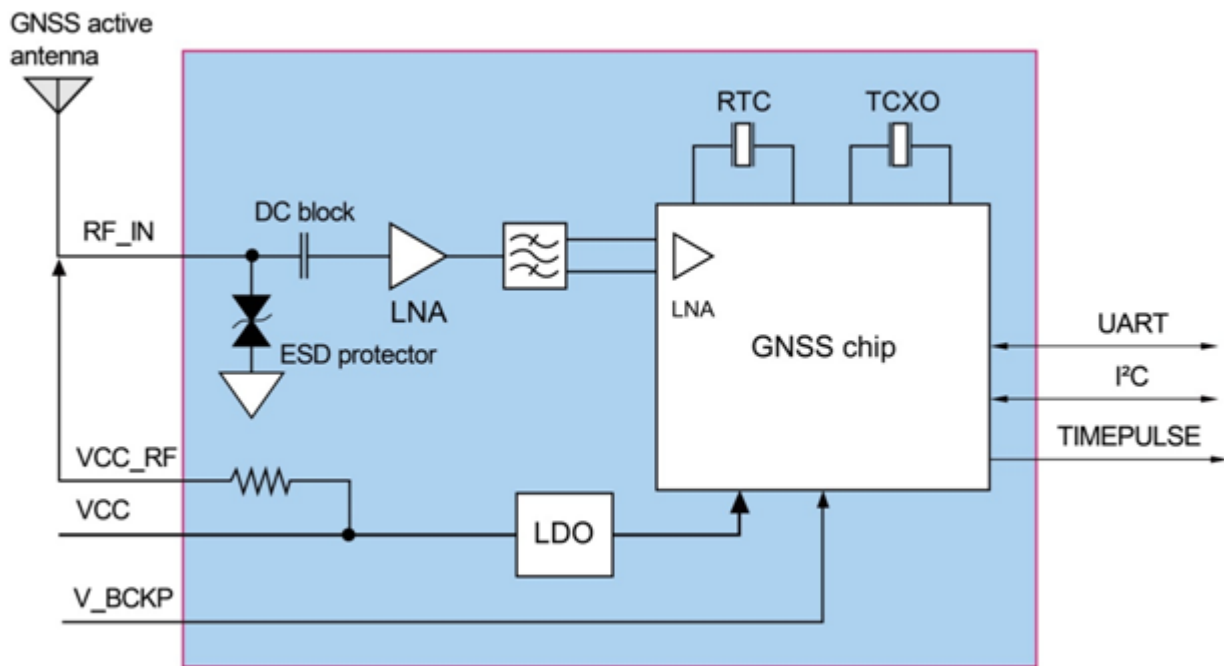 GNSS active
antenna
RTC
TCXO
DC block
RF_IN
LNA
LNA
GNSS chip
ESD protector
UART
I²C
TIMEPULSE
VCC_RF
VCC
LDO
V_BCKP